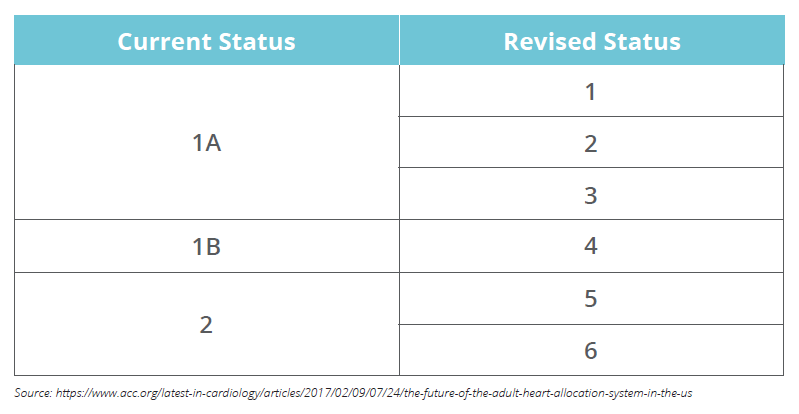 Current Status Revised Status
1A
1
2
3
1B 4
2
5
6
Source: https://www.acc.org/latest-in-cardiology/articles/2017/02/09/07/24/the-future-of-the-adult-heart-allocation-system-in-the-us